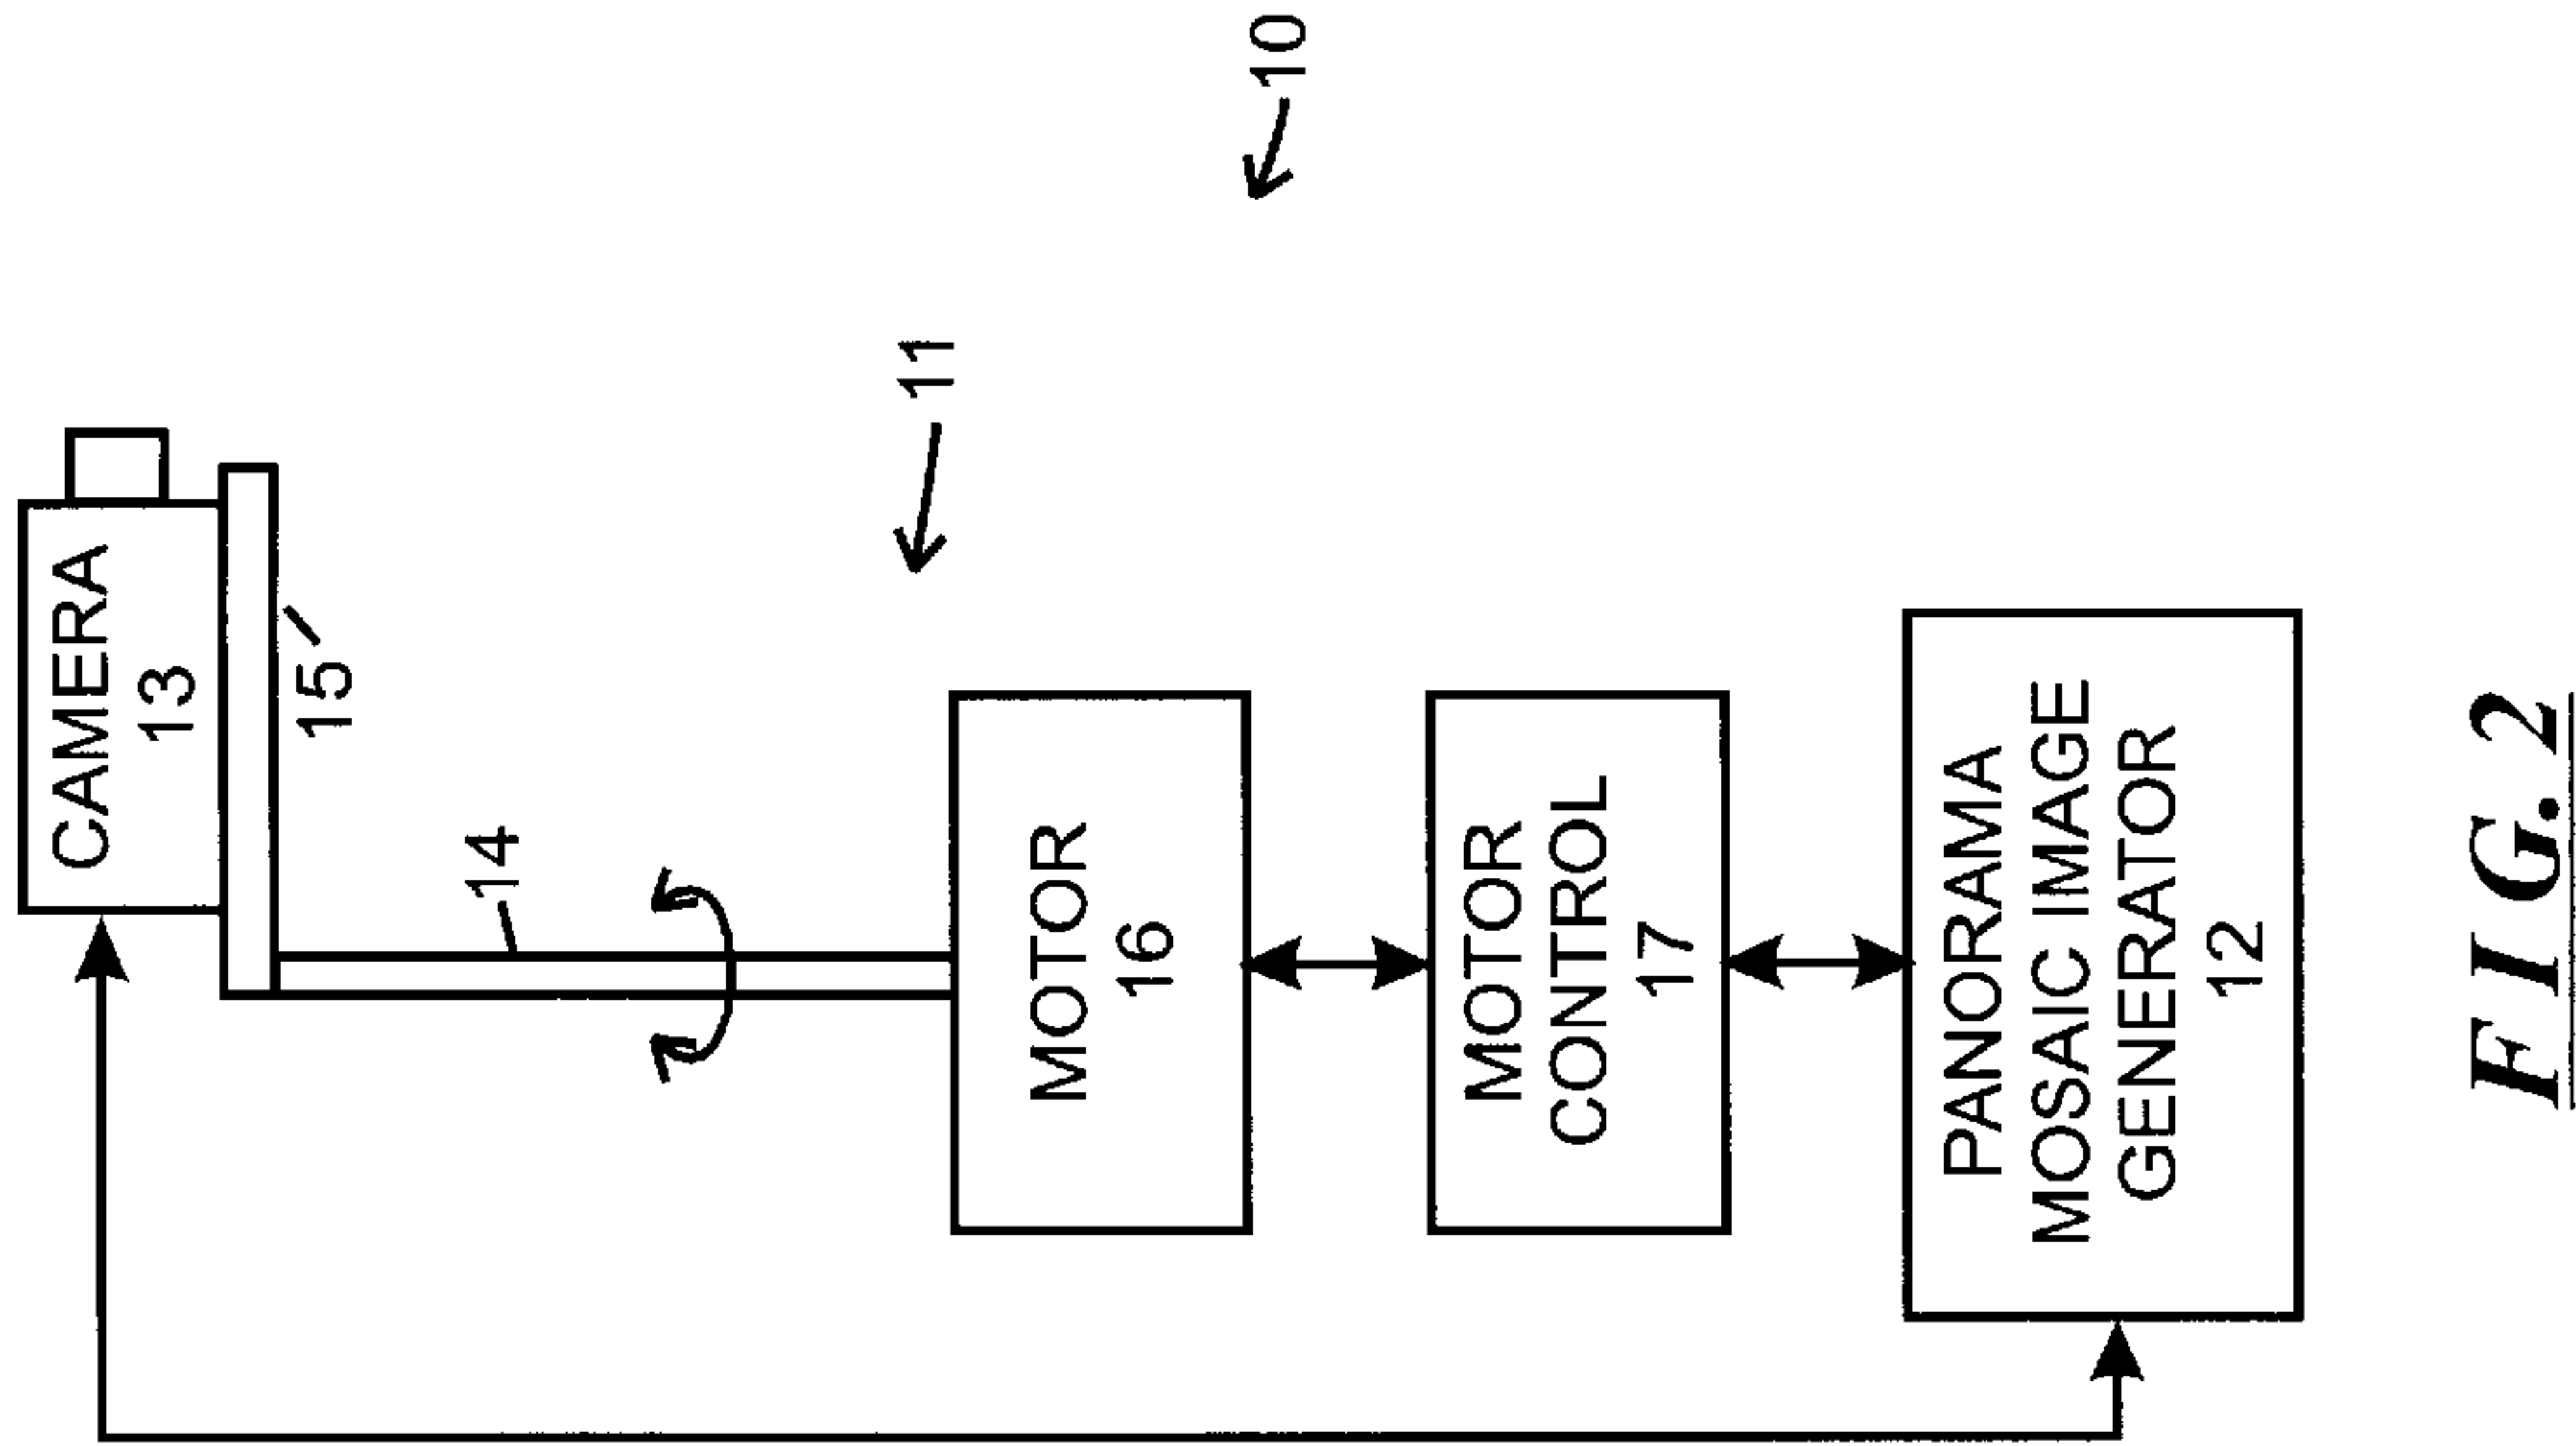 CAMERA
13
15
14
11
10
MOTOR
16
MOTOR
CONTROL
17
PANORAMA
MOSAIC IMAGE
GENERATOR
12
FIG. 2